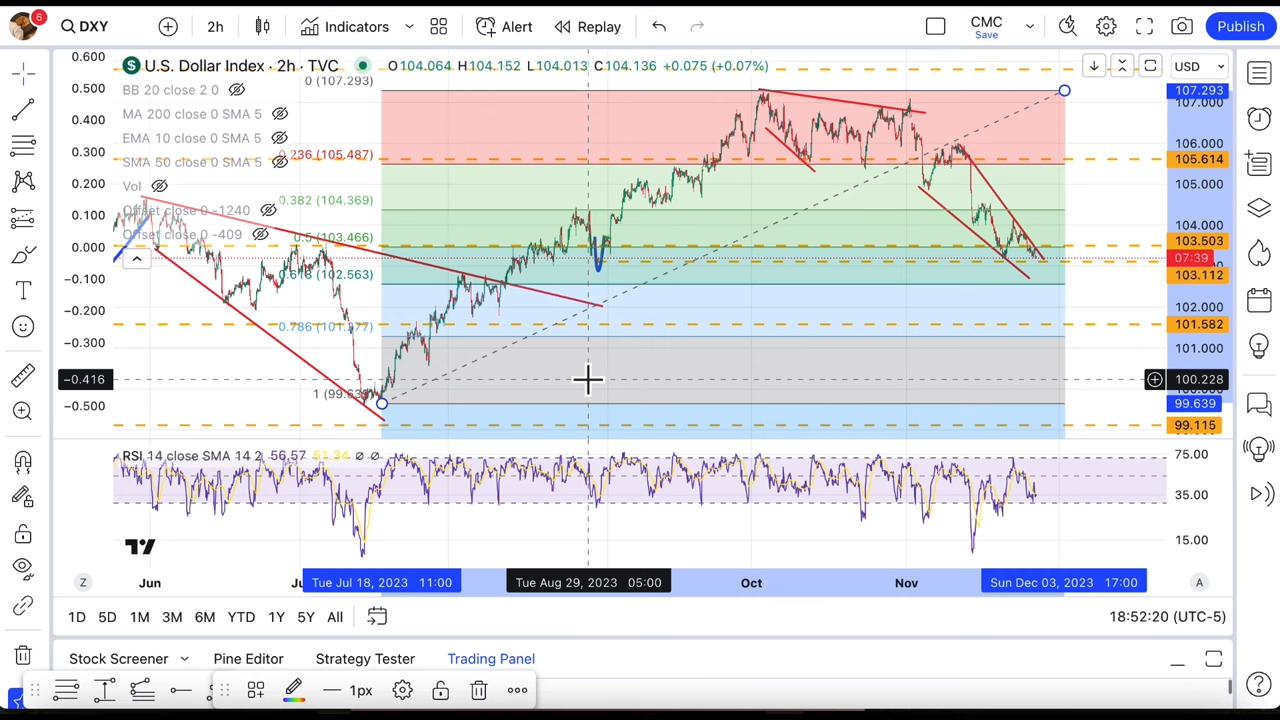 6
DXY
2h
Indicators
Alert
Replay
CMC
Save
Publish
U.S. Dollar Index · 2h · TVC
O104.064 H104.152 L104.013 C104.136 +0.075 (+0.07%)
USD
BB 20 close 2 0
MA 200 close 0 SMA 5
EMA 10 close 0 SMA 5
SMA 50 close 0 SMA 5
Vol
Offset close 0 -1240
Offset close 0 -409
0 (107.293)
0.236 (105.487)
0.382 (104.369)
0.5 (103.466)
0.618 (102.563)
0.786 (101.277)
0.600
0.500
0.400
0.300
0.200
0.100
0.000
−0.100
−0.200
−0.300
−0.416
−0.500
107.293
107.000
106.000
105.614
105.000
104.000
103.503
07:39
103.112
102.000
101.582
101.000
100.228
99.639
99.115
RSI 14 close SMA 14 2 56.57 51.34 ∅ ∅
75.00
35.00
15.00
Z
Jun
Tue Jul 18, 2023 11:00
Tue Aug 29, 2023 05:00
Oct
Nov
Sun Dec 03, 2023 17:00
A
1D
5D
1M
3M
6M
YTD
1Y
5Y
All
18:52:20 (UTC-5)
Stock Screener
Pine Editor
Strategy Tester
Trading Panel
1px